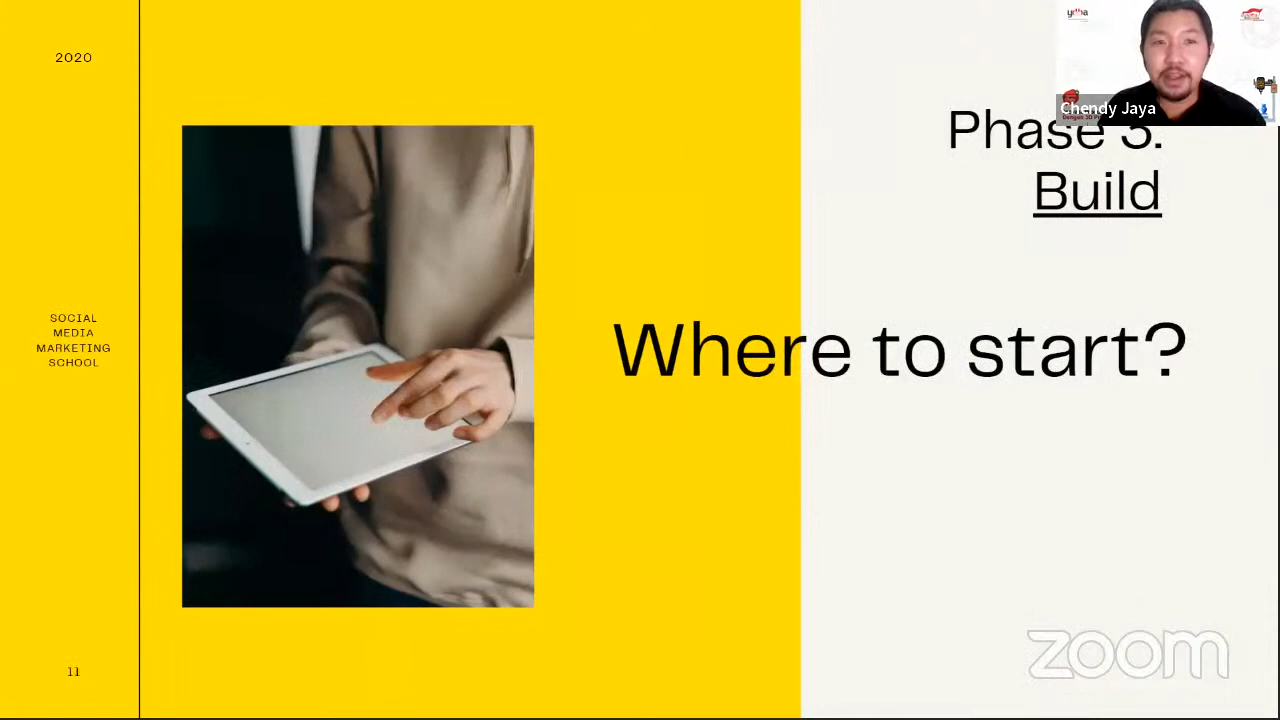 2020
SOCIAL
MEDIA
MARKETING
SCHOOL
11
Chendy Jaya
Phase 3:
Build
Where to start?
zoom